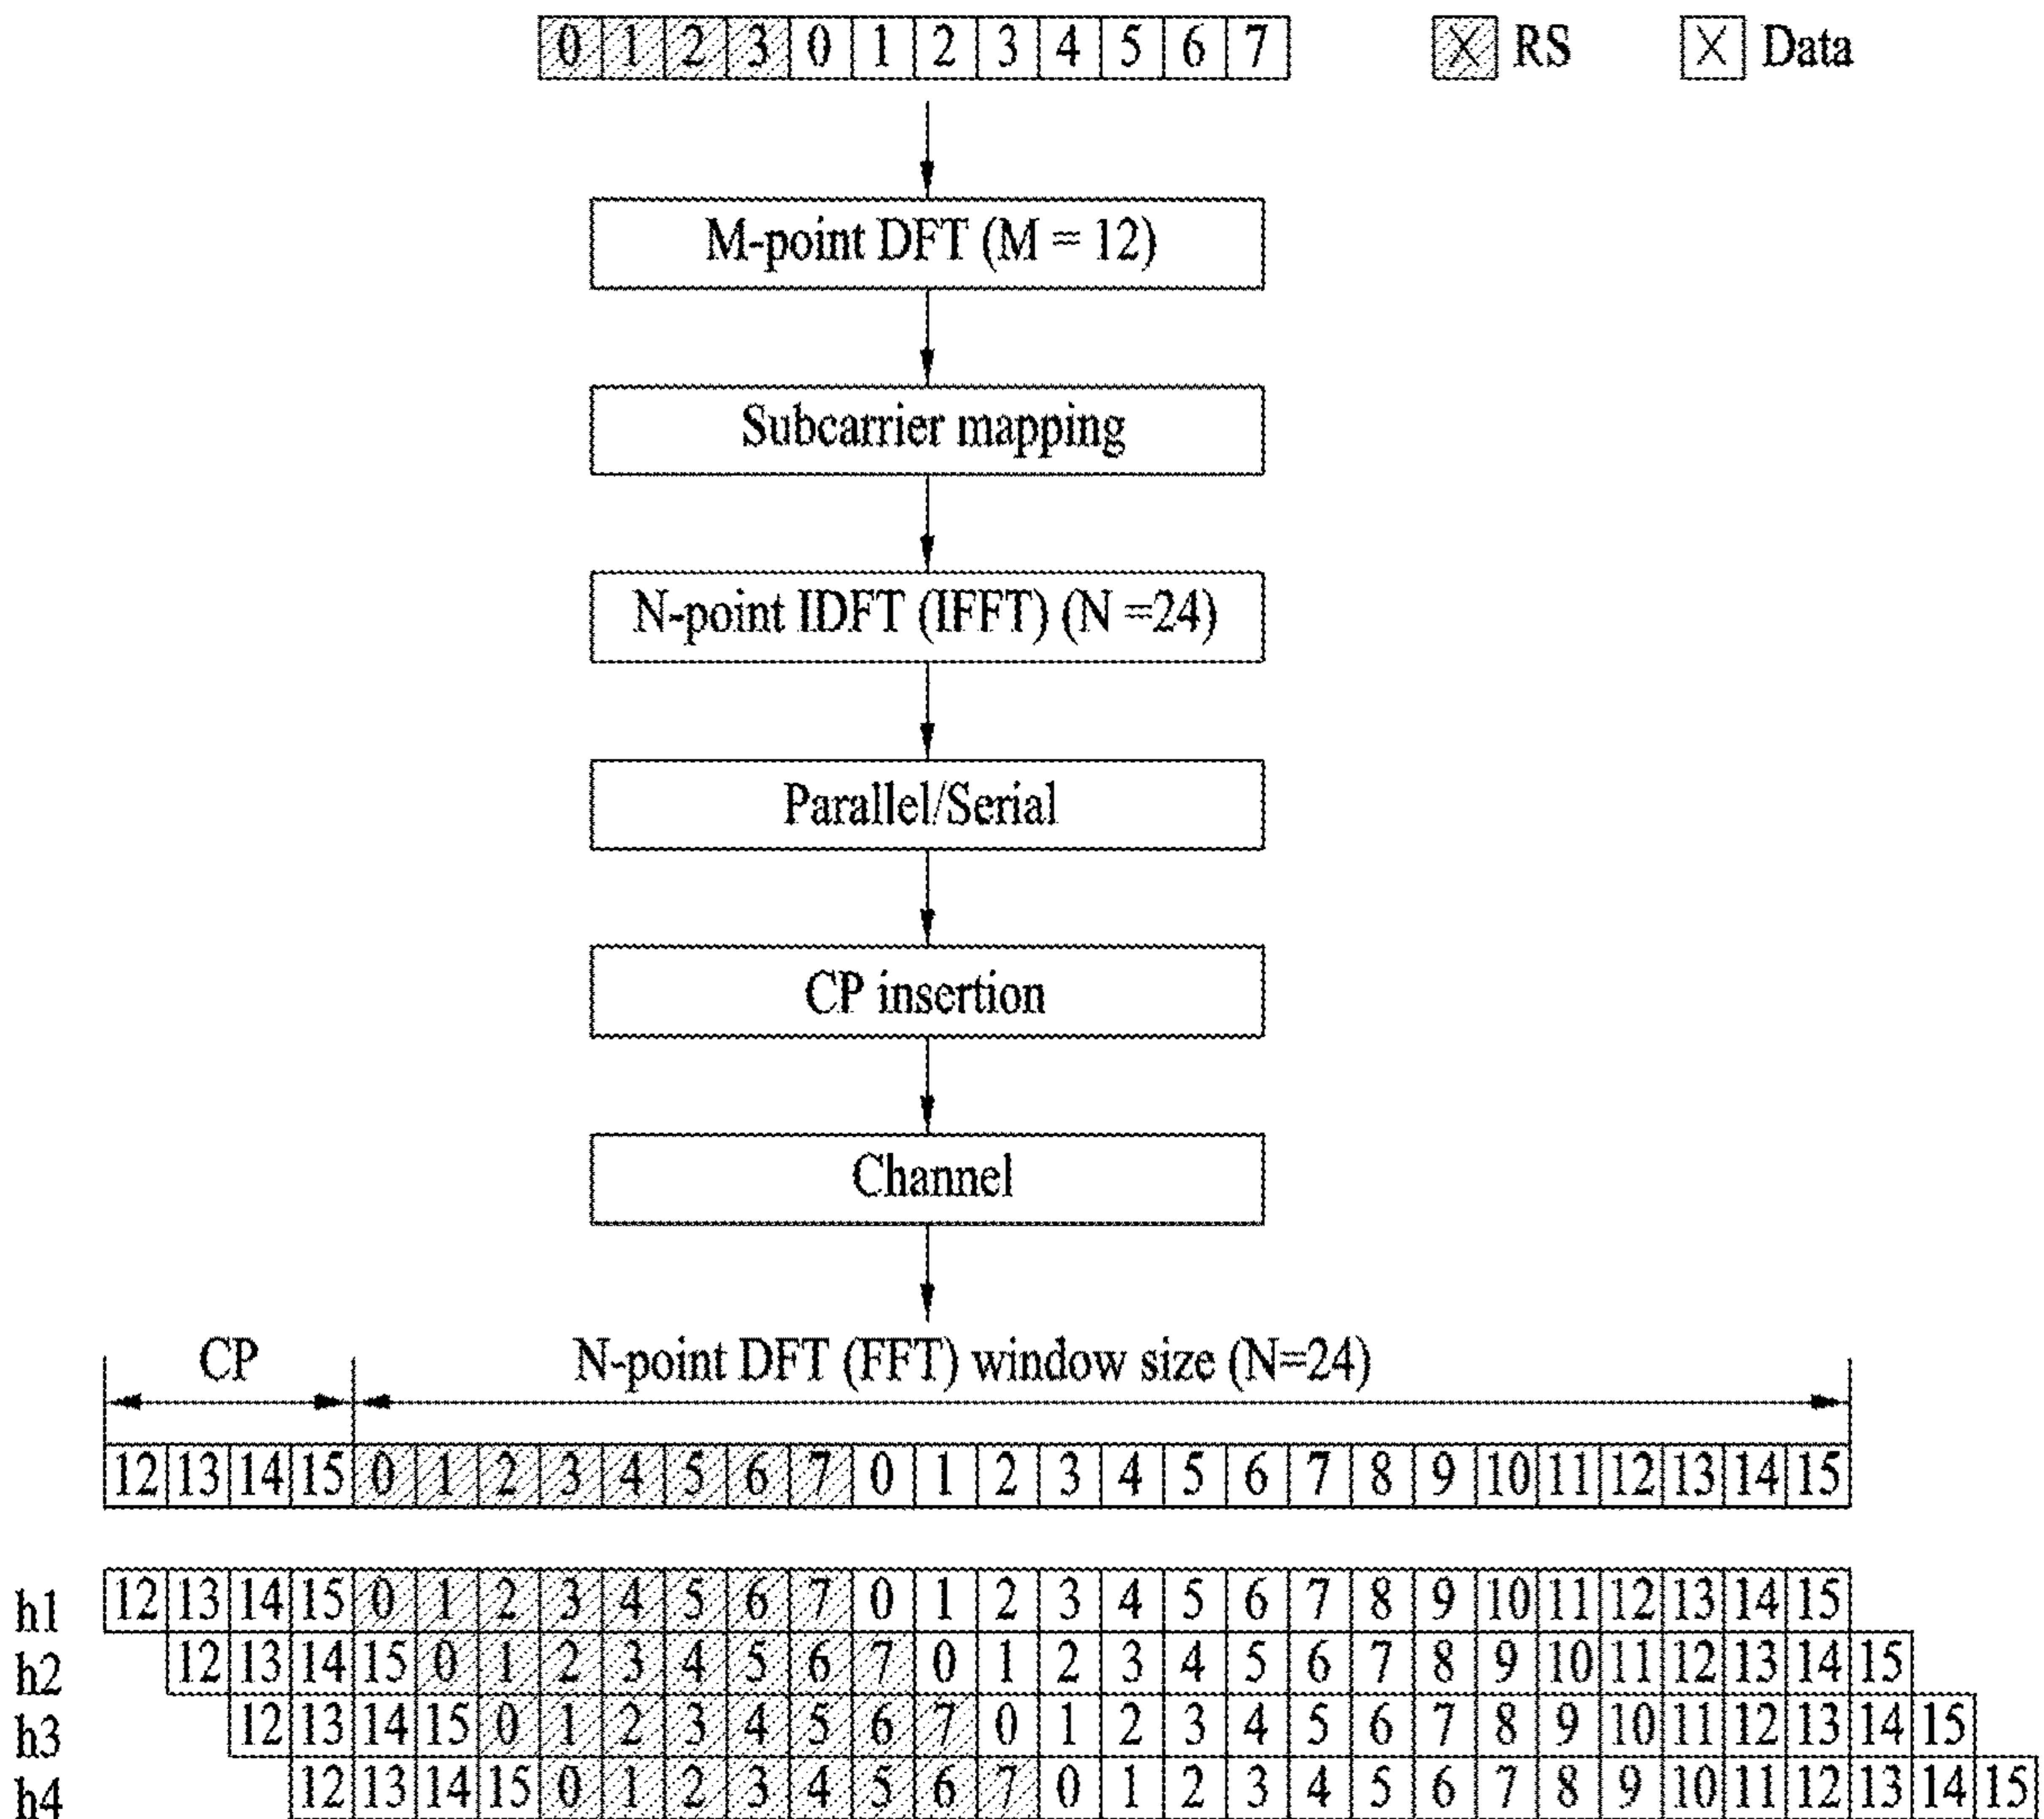 0 1 2 3 0 1 2 3 4 5 6 7 X RS X Data
M-point DFT (M = 12)
Subcarrier mapping
N-point IDFT (IFFT) (N =24)
Parallel/Serial
CP insertion
Channel
CP N-point DFT (FFT) window size (N=24)
12 13 14 15 0 1 2 3 4 5 6 7 0 1 2 3 4 5 6 7 8 9 10 11 12 13 14 15
h1 12 13 14 15 0 1 2 3 4 5 6 7 0 1 2 3 4 5 6 7 8 9 10 11 12 13 14 15
h2 12 13 14 15 0 1 2 3 4 5 6 7 0 1 2 3 4 5 6 7 8 9 10 11 12 13 14 15
h3 12 13 14 15 0 1 2 3 4 5 6 7 0 1 2 3 4 5 6 7 8 9 10 11 12 13 14 15
h4 12 13 14 15 0 1 2 3 4 5 6 7 0 1 2 3 4 5 6 7 8 9 10 11 12 13 14 15